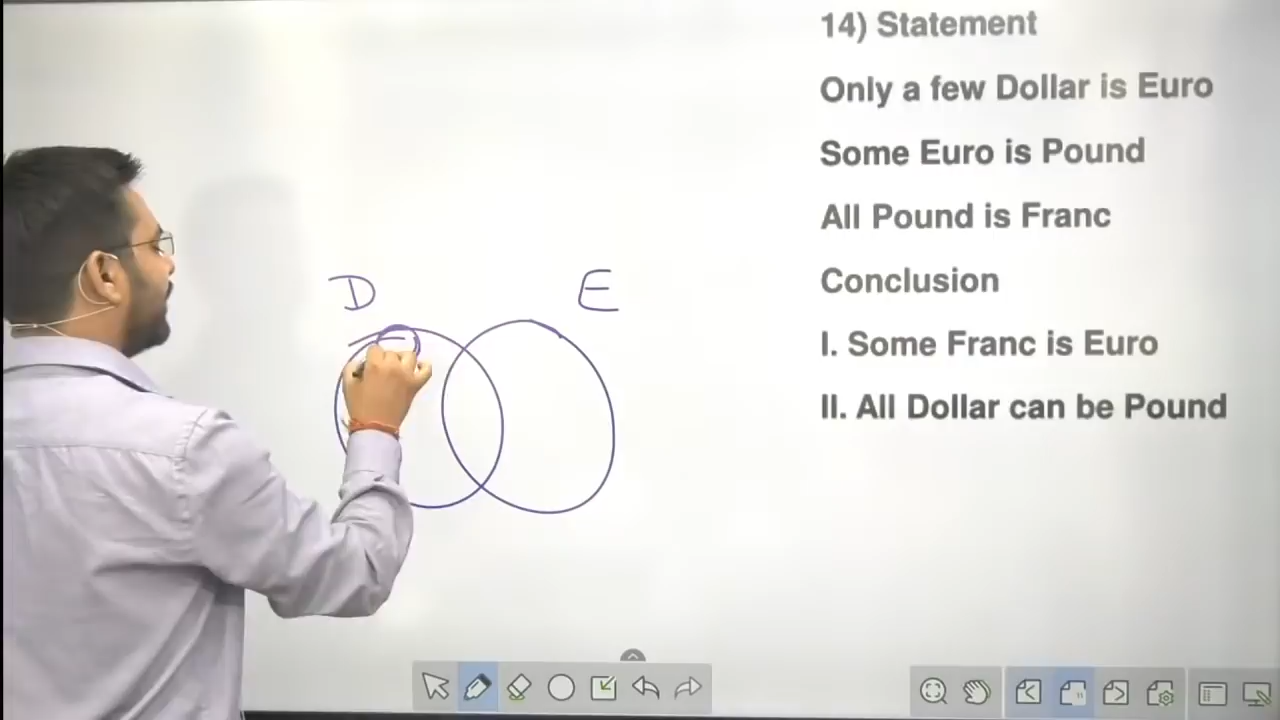 14) Statement
Only a few Dollar is Euro
Some Euro is Pound
All Pound is Franc
Conclusion
I. Some Franc is Euro
II. All Dollar can be Pound
D E